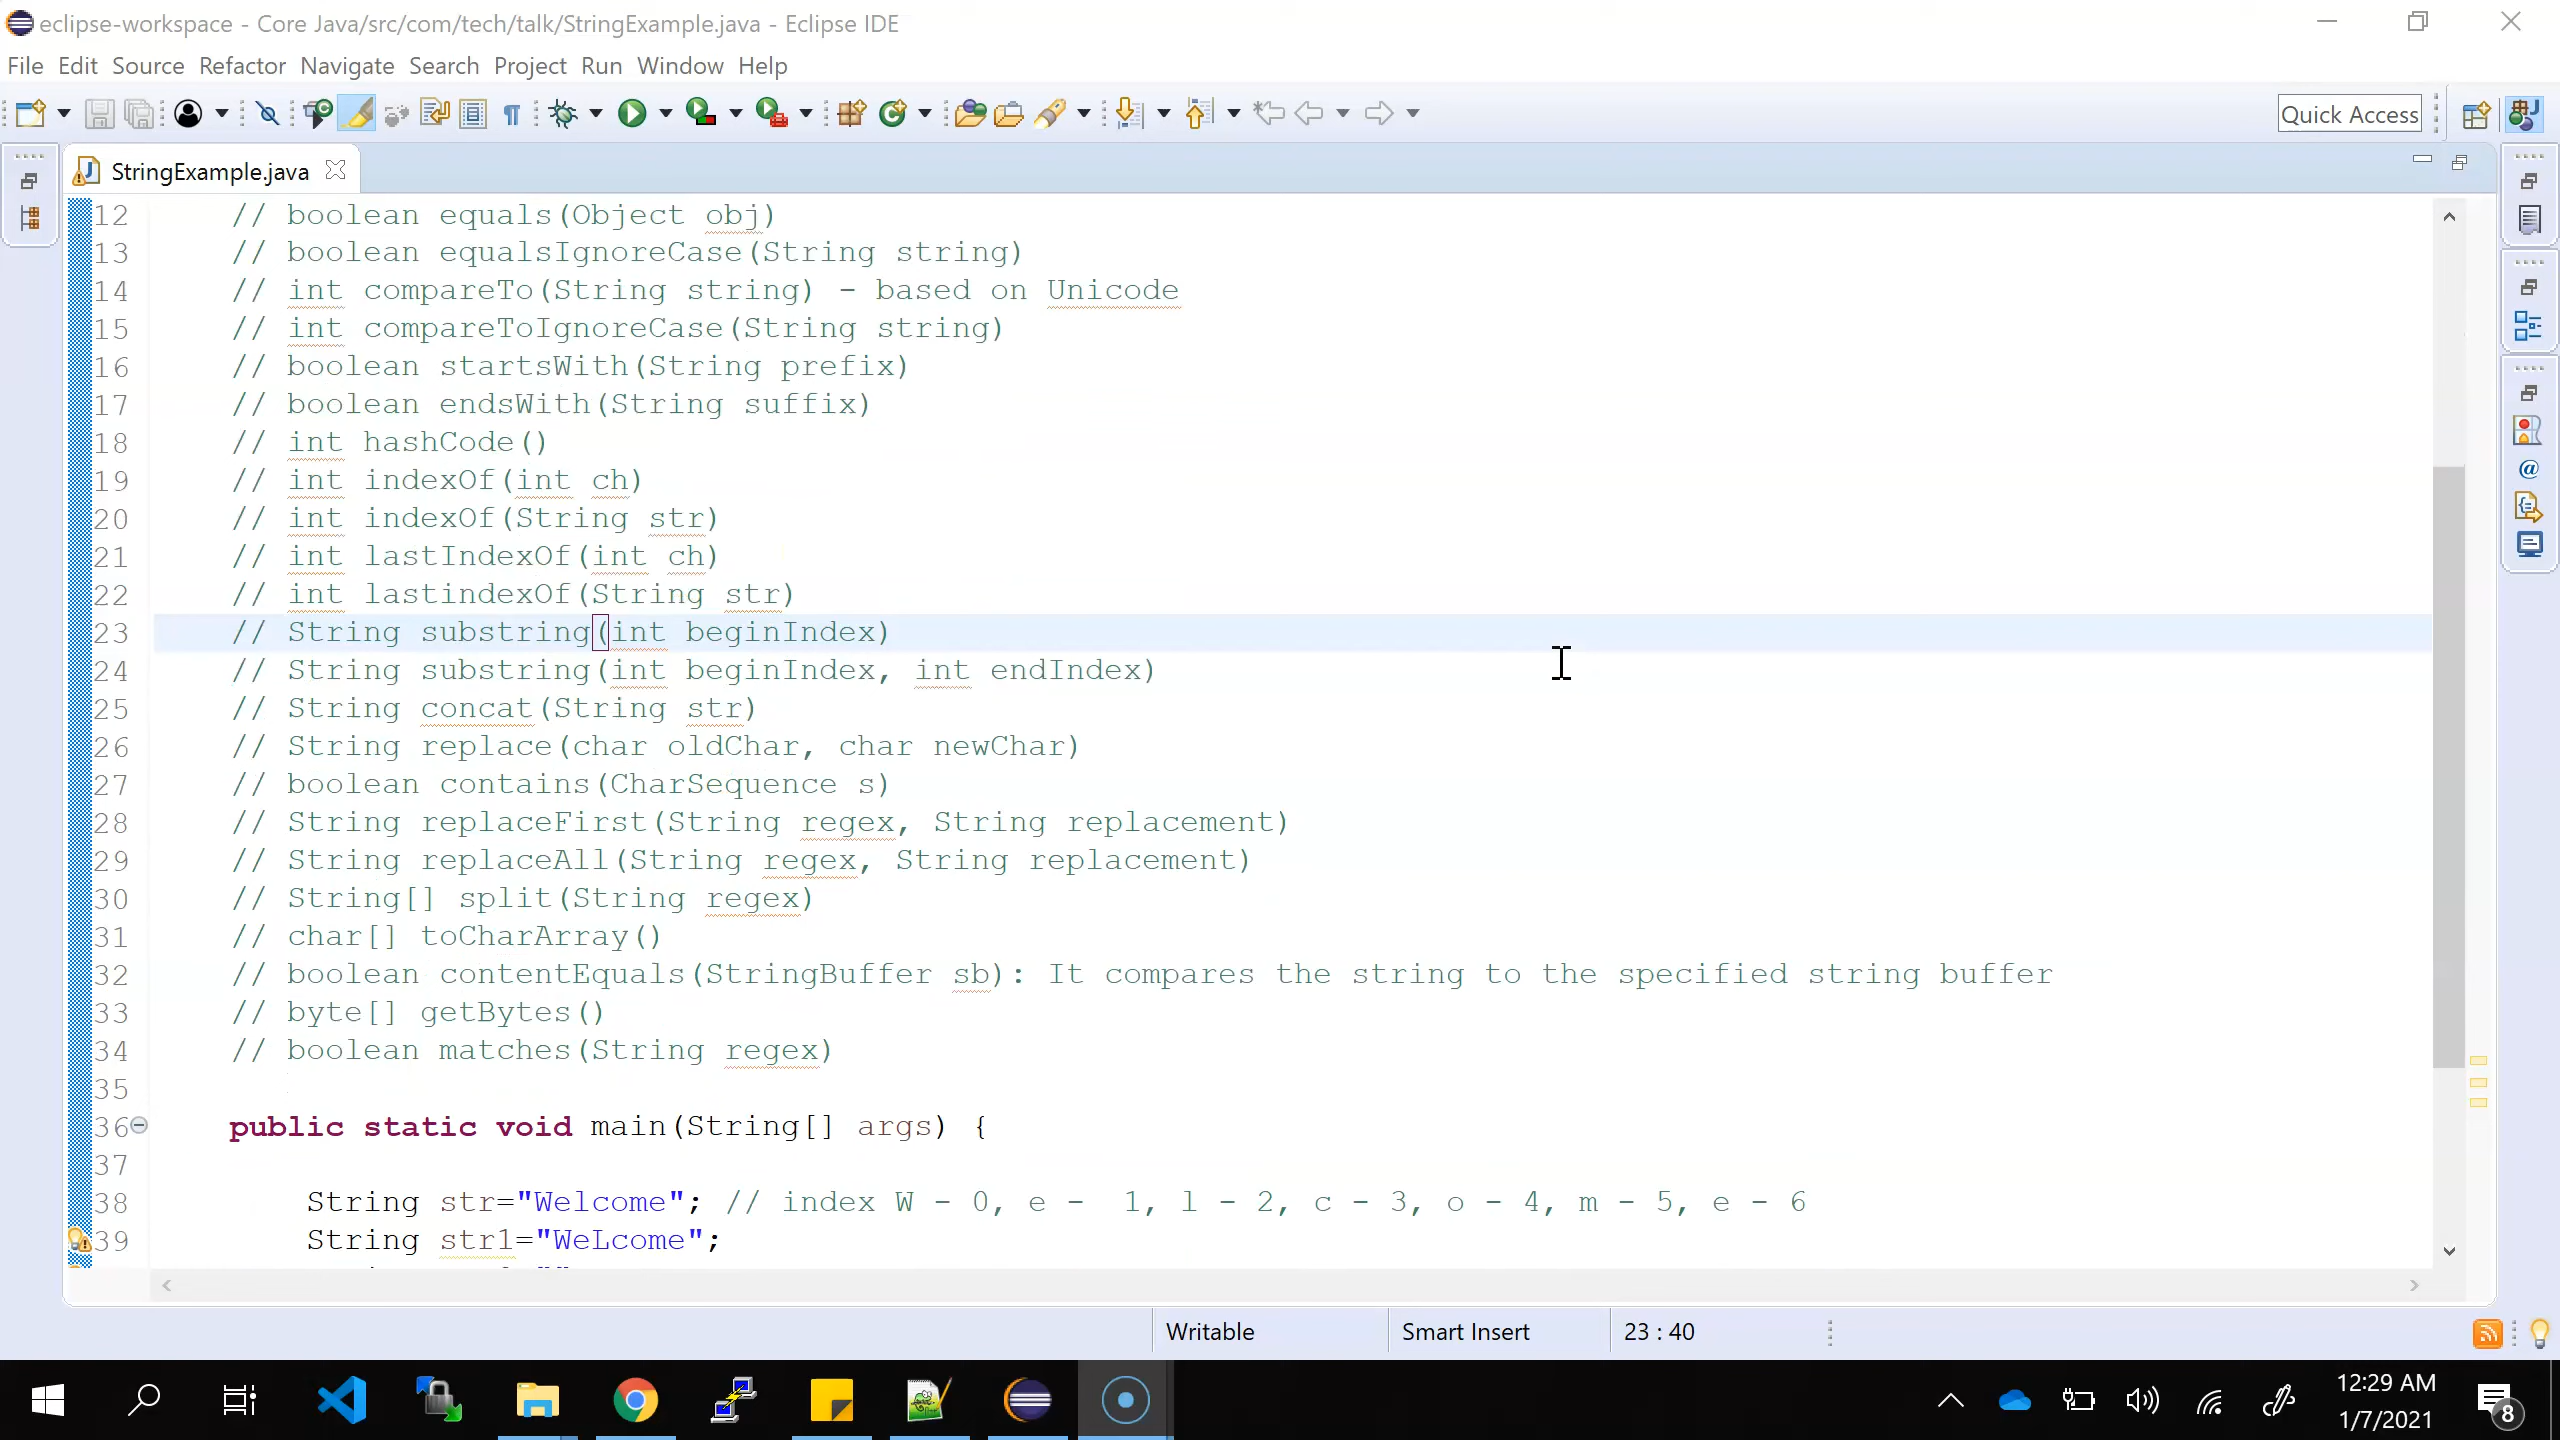 eclipse-workspace - Core Java/src/com/tech/talk/StringExample.java - Eclipse IDE
File Edit Source Refactor Navigate Search Project Run Window Help
Quick Access
StringExample.java
12 // boolean equals(Object obj)
13 // boolean equalsIgnoreCase(String string)
14 // int compareTo(String string) - based on Unicode
15 // int compareToIgnoreCase(String string)
16 // boolean startsWith(String prefix)
17 // boolean endsWith(String suffix)
18 // int hashCode()
19 // int indexOf(int ch)
20 // int indexOf(String str)
21 // int lastIndexOf(int ch)
22 // int lastindexOf(String str)
23 // String substring(int beginIndex)
24 // String substring(int beginIndex, int endIndex)
25 // String concat(String str)
26 // String replace(char oldChar, char newChar)
27 // boolean contains(CharSequence s)
28 // String replaceFirst(String regex, String replacement)
29 // String replaceAll(String regex, String replacement)
30 // String[] split(String regex)
31 // char[] toCharArray()
32 // boolean contentEquals(StringBuffer sb): It compares the string to the specified string buffer
33 // byte[] getBytes()
34 // boolean matches(String regex)
35
36 public static void main(String[] args) {
37
38 String str="Welcome"; // index W - 0, e - 1, l - 2, c - 3, o - 4, m - 5, e - 6
39 String str1="WeLcome";
Writable Smart Insert 23 : 40
12:29 AM
1/7/2021
8